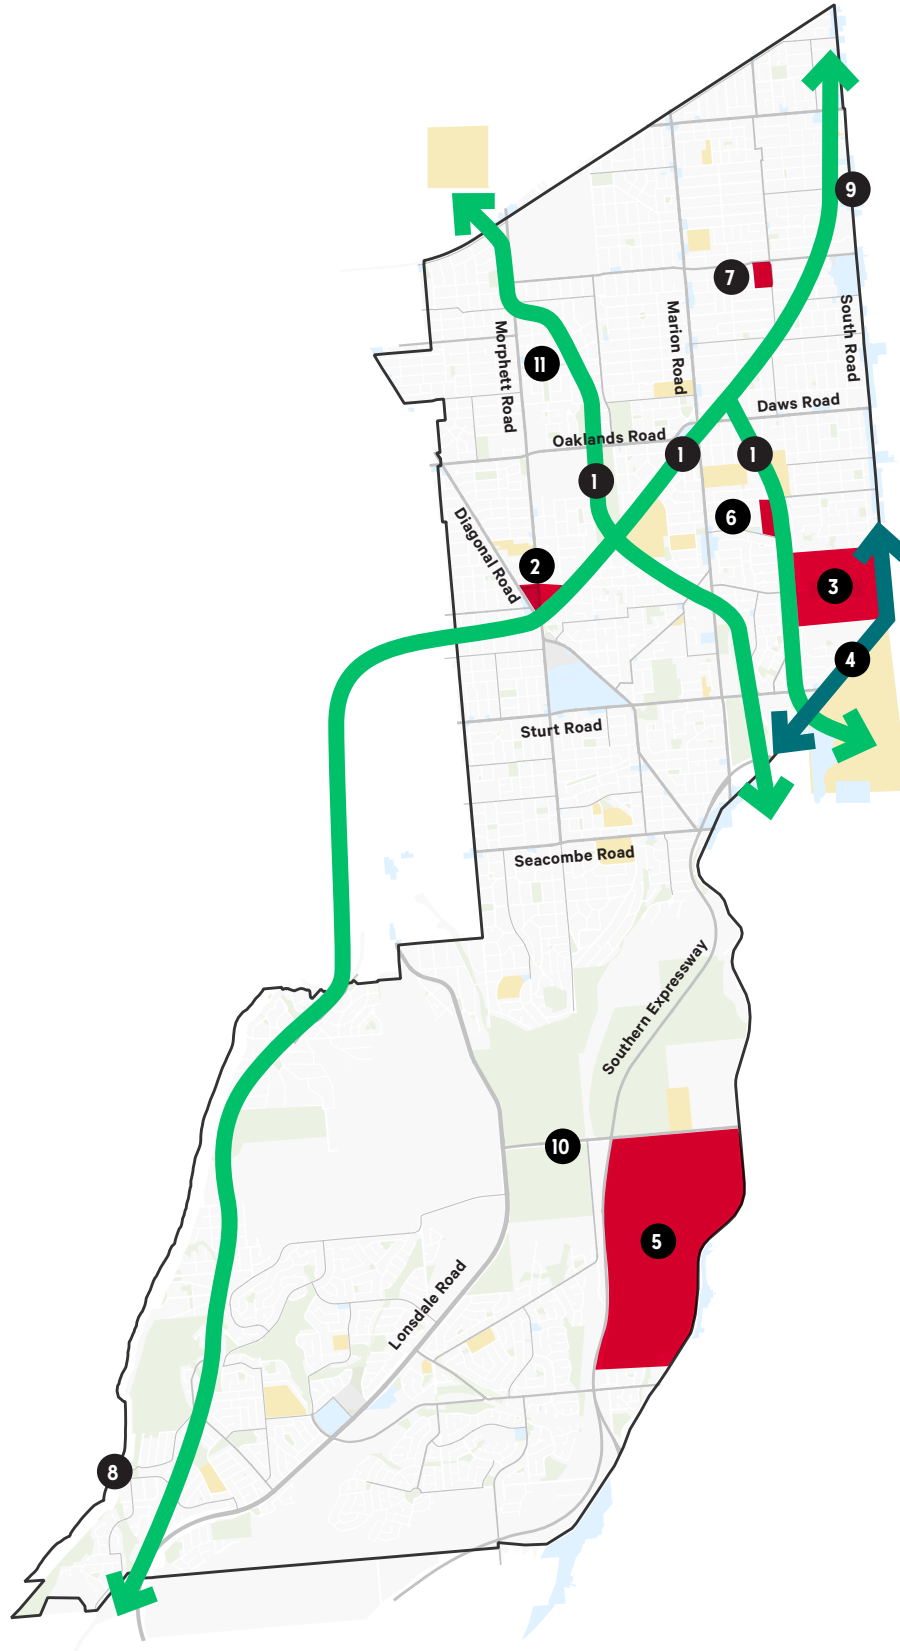 9
7
Morphett Road
Marion Road
South Road
11
Daws Road
Oaklands Road
1
1
1
Diagonal Road
6
2
3
4
Sturt Road
Seacombe Road
Southern Expressway
10
5
Lonsdale Road
8